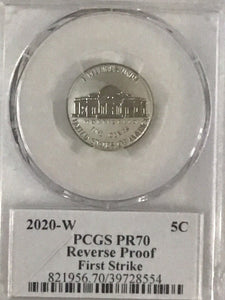 2020-W 5C
PCGS PR70
Reverse Proof
First Strike
821956.70/39728554